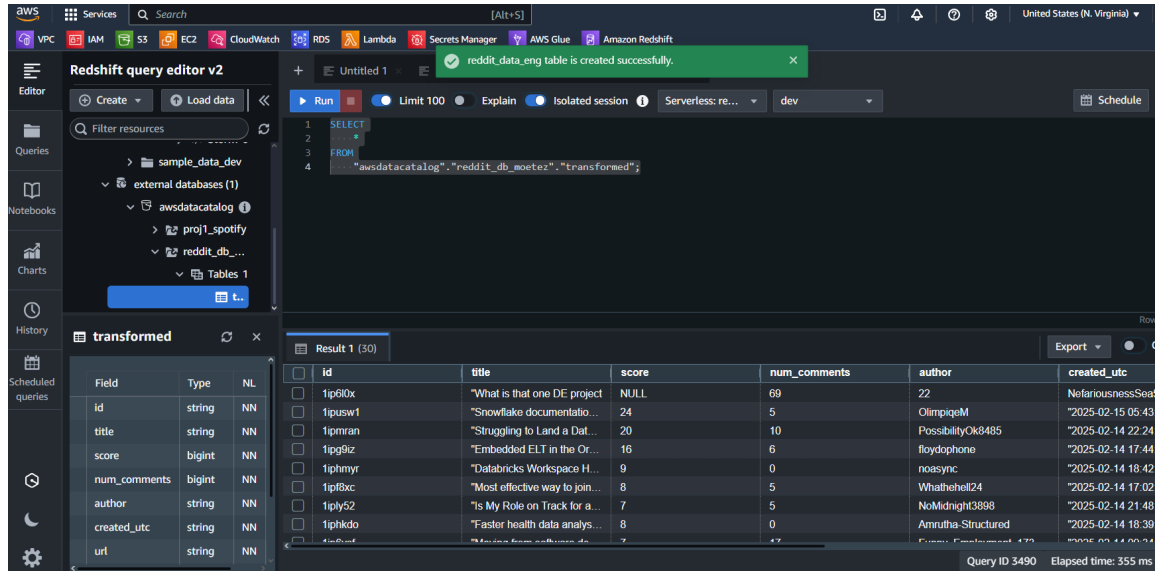 aws Services Search [Alt+S] United States (N. Virginia)
VPC IAM S3 EC2 CloudWatch RDS Lambda Secrets Manager AWS Glue Amazon Redshift
reddit_data_eng table is created successfully.
Editor
Queries
Notebooks
Charts
History
Scheduled
queries
Redshift query editor v2
Create Load data
Filter resources
sample_data_dev
external databases (1)
awsdatacatalog
proj1_spotify
reddit_db_...
Tables 1
t..
Untitled 1
Run Limit 100 Explain Isolated session Serverless: re... dev Schedule
1 SELECT
2 *
3 FROM
4 "awsdatacatalog"."reddit_db_moetez"."transformed";
Row
transformed
Field Type NL
id string NN
title string NN
score bigint NN
num_comments bigint NN
author string NN
created_utc string NN
url string NN
Result 1 (30) Export
id title score num_comments author created_utc
1ip6l0x "What is that one DE project NULL 69 22 NefariousnessSea5
1ipusw1 "Snowflake documentatio... 24 5 OlimpiqeM "2025-02-15 05:43
1ipmran "Struggling to Land a Dat... 20 10 PossibilityOk8485 "2025-02-14 22:24
1ipg9iz "Embedded ELT in the Or... 16 6 floydophone "2025-02-14 17:44
1iphmyr "Databricks Workspace H... 9 0 noasync "2025-02-14 18:42
1ipf8xc "Most effective way to join... 8 5 Whathehell24 "2025-02-14 17:02
1iply52 "Is My Role on Track for a... 7 5 NoMidnight3898 "2025-02-14 21:48
1iphkdo "Faster health data analys... 8 0 Amrutha-Structured "2025-02-14 18:39
Query ID 3490 Elapsed time: 355 ms